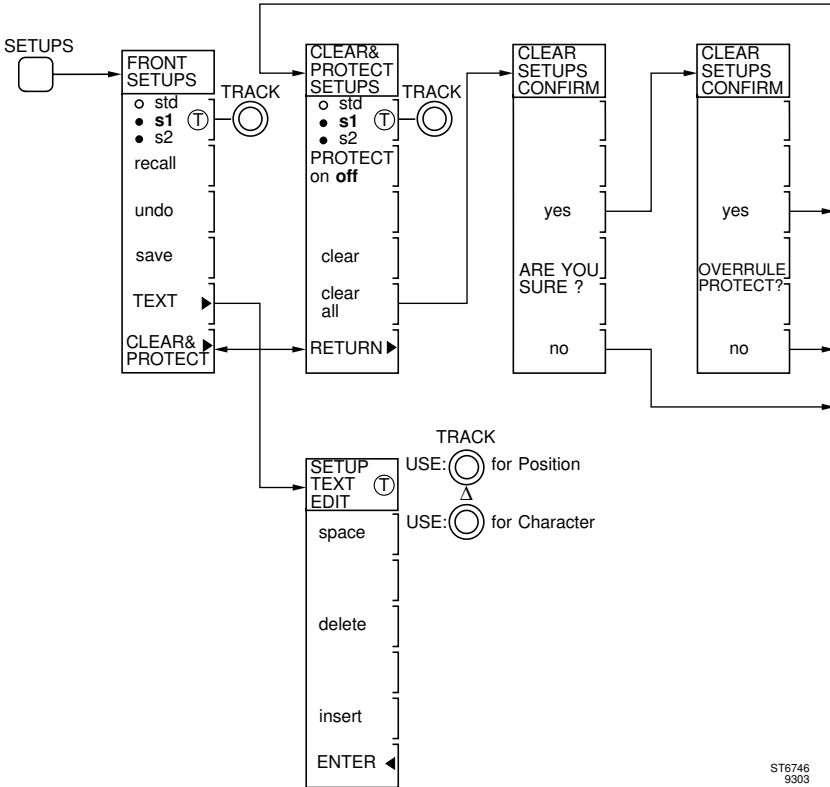 SETUPS
FRONT
SETUPS
std
s1
s2
T
TRACK
recall
undo
save
TEXT
CLEAR&
PROTECT
CLEAR&
PROTECT
SETUPS
std
s1
s2
T
TRACK
PROTECT
on off
clear
clear
all
RETURN
CLEAR
SETUPS
CONFIRM
yes
ARE YOU
SURE ?
no
CLEAR
SETUPS
CONFIRM
yes
OVERRULE
PROTECT?
no
SETUP
TEXT
EDIT
T
TRACK
USE: for Position
Δ
USE: for Character
space
delete
insert
ENTER
ST6746
9303